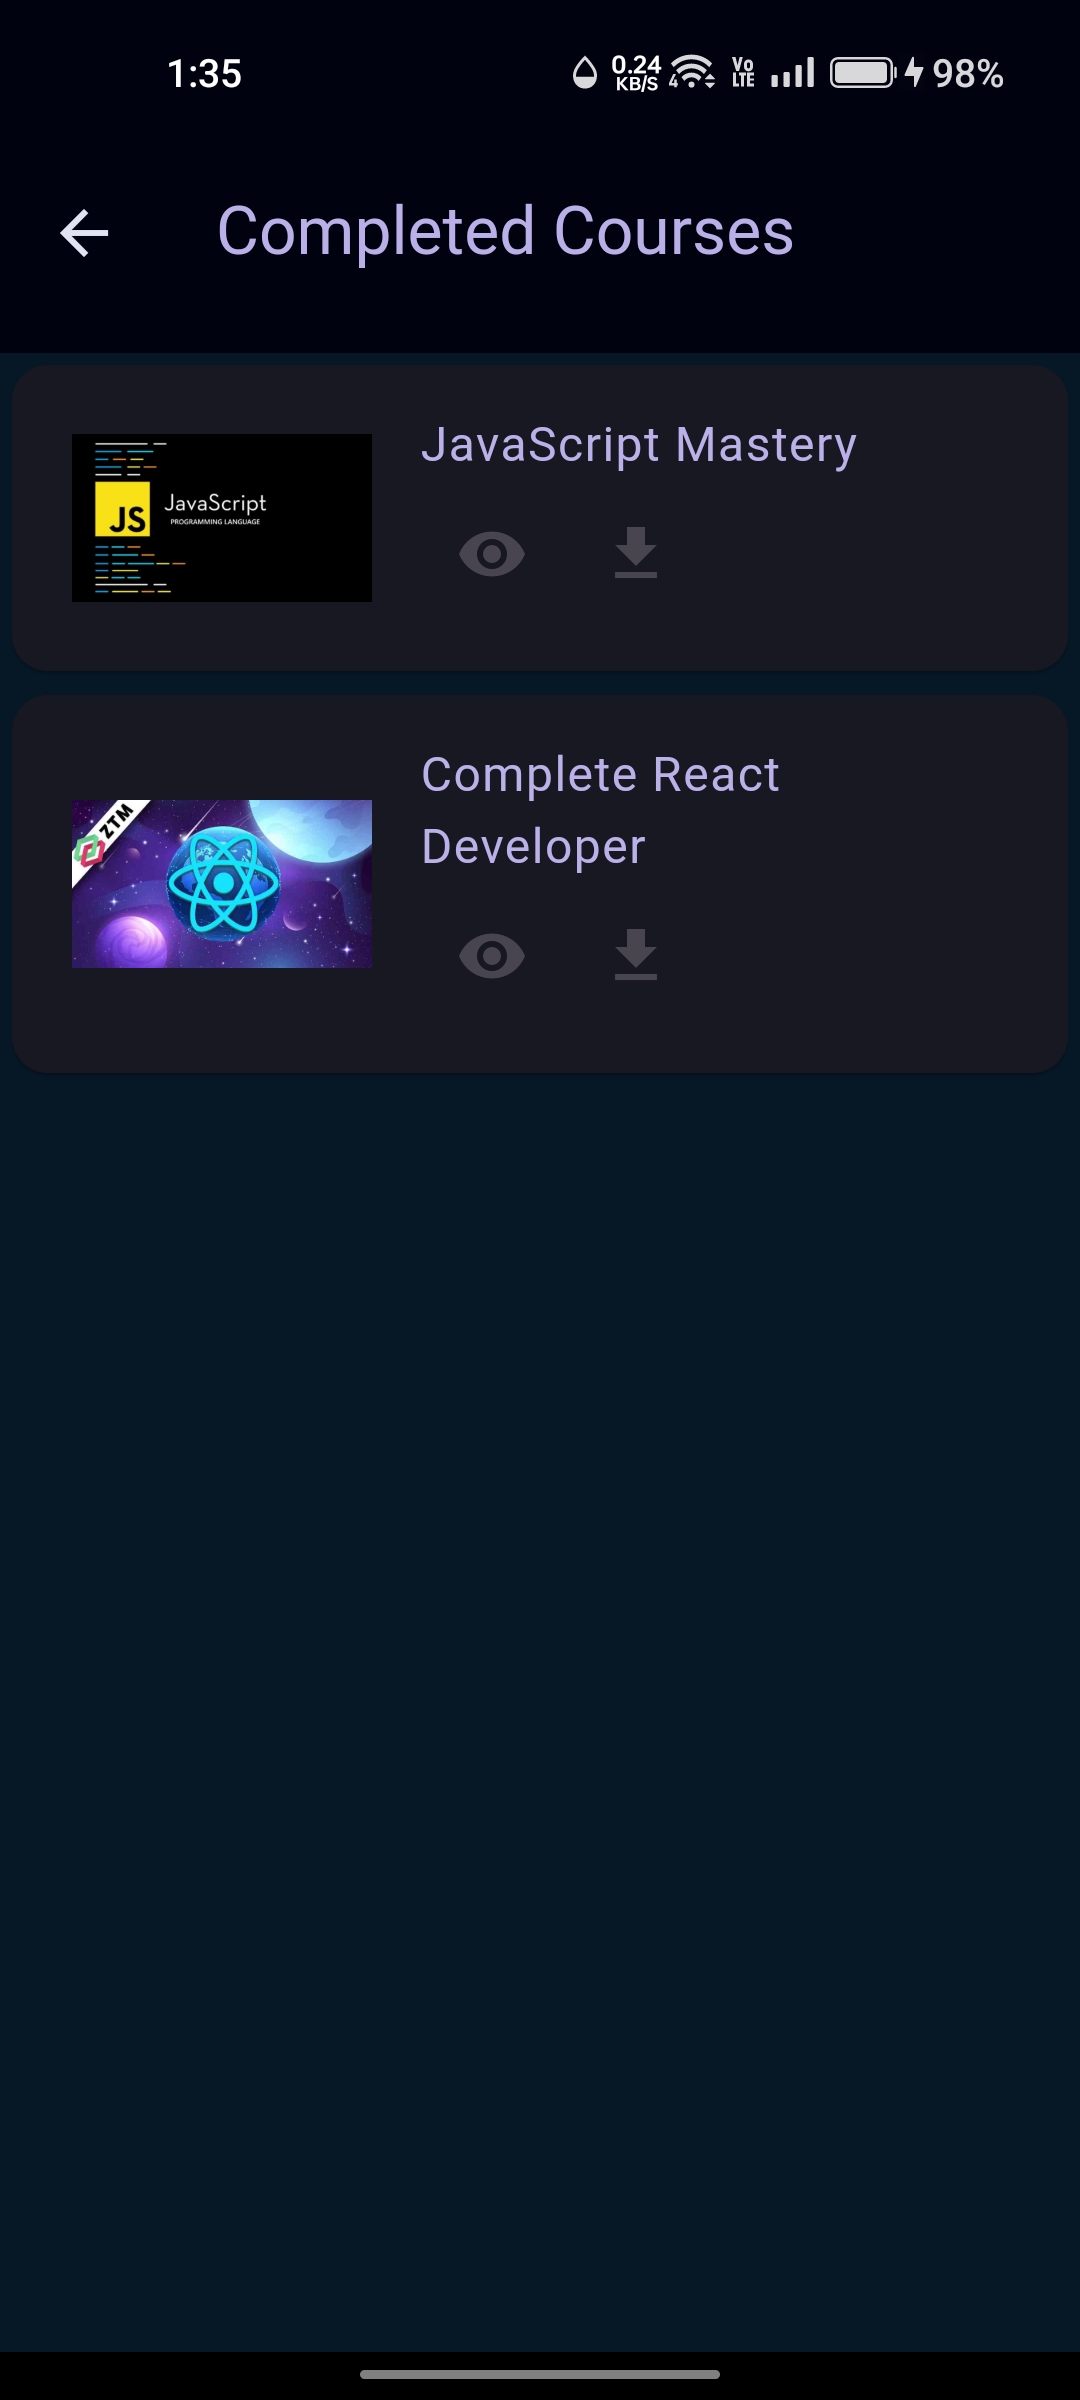 1:35
0.24
KB/S
4
Vo
LTE
98%
Completed Courses
JavaScript Mastery
JS
JavaScript
PROGRAMMING LANGUAGE
Complete React
Developer
ZTM